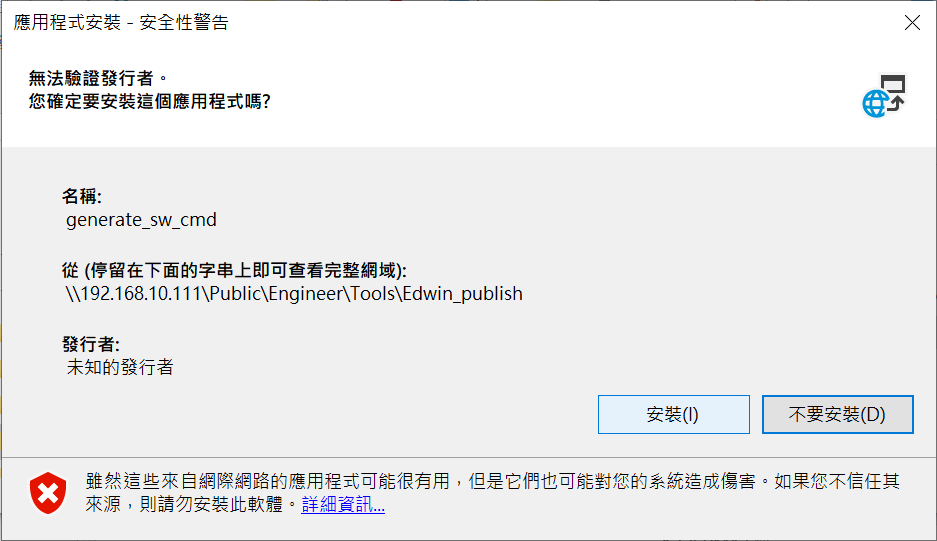 應用程式安裝 - 安全性警告
無法驗證發行者。
您確定要安裝這個應用程式嗎?
名稱:
generate_sw_cmd
從 (停留在下面的字串上即可查看完整網域):
\\192.168.10.111\Public\Engineer\Tools\Edwin_publish
發行者:
未知的發行者
安裝(I)
不要安裝(D)
雖然這些來自網際網路的應用程式可能很有用，但是它們也可能對您的系統造成傷害。如果您不信任其
來源，則請勿安裝此軟體。詳細資訊...